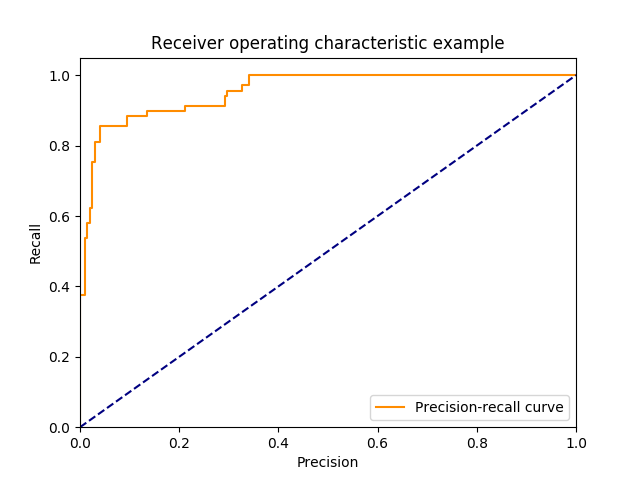 Receiver operating characteristic example
1.0
0.8
0.6
0.4
0.2
0.0
Recall
Precision-recall curve
0.0 0.2 0.4 0.6 0.8 1.0
Precision